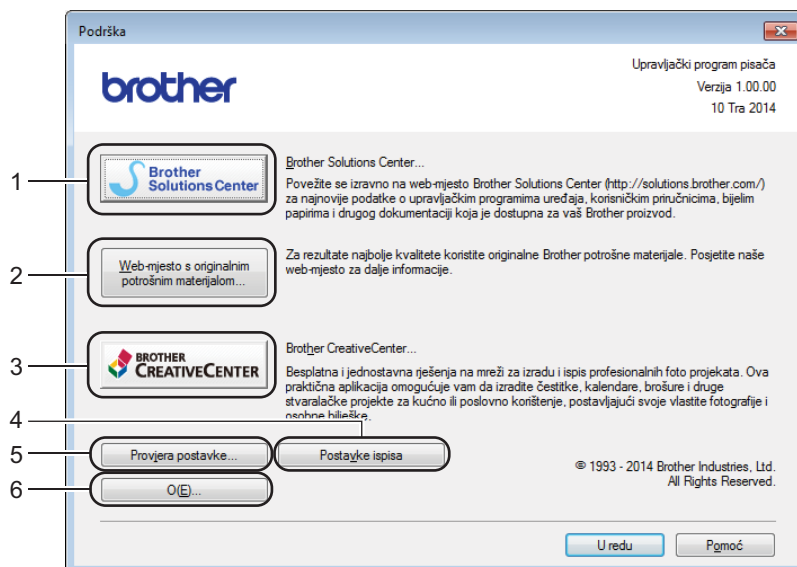 Podrška
brother
Upravljački program pisača
Verzija 1.00.00
10 Tra 2014
1
Brother
Solutions Center
Brother Solutions Center...
Povežite se izravno na web-mjesto Brother Solutions Center (http://solutions.brother.com/)
za najnovije podatke o upravljačkim programima uređaja, korisničkim priručnicima, bijelim
papirima i drugog dokumentaciji koja je dostupna za vaš Brother proizvod.
2
Web-mjesto s originalnim
potrošnim materijalom...
Za rezultate najbolje kvalitete koristite originalne Brother potrošne materijale. Posjetite naše
web-mjesto za dalje informacije.
3
BROTHER
CREATIVECENTER
Brother CreativeCenter...
Besplatna i jednostavna rješenja na mreži za izradu i ispis profesionalnih foto projekata. Ova
praktična aplikacija omogućuje vam da izradite čestitke, kalendare, brošure i druge
stvaralačke projekte za kućno ili poslovno korištenje, postavljajući svoje vlastite fotografije i
osobne bilješke.
4
5
Provjera postavke...
Postavke ispisa
6
O(E)...
© 1993 - 2014 Brother Industries, Ltd.
All Rights Reserved.
U redu
Pomoć